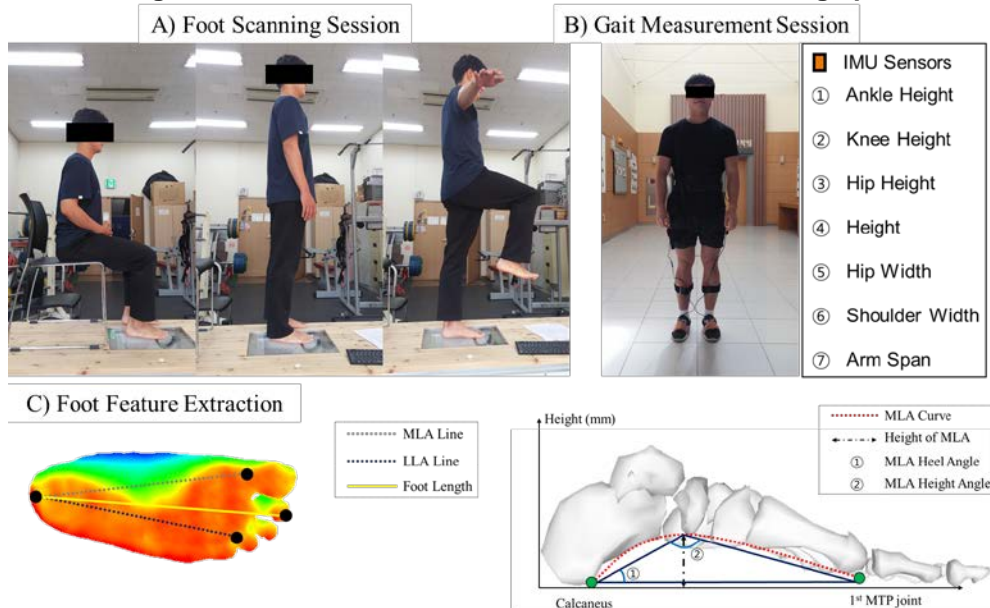 A) Foot Scanning Session
B) Gait Measurement Session
IMU Sensors
① Ankle Height
② Knee Height
③ Hip Height
④ Height
⑤ Hip Width
⑥ Shoulder Width
⑦ Arm Span
C) Foot Feature Extraction
MLA Line
LLA Line
Foot Length
Height (mm)
MLA Curve
Height of MLA
① MLA Heel Angle
② MLA Height Angle
①
②
Calcaneus
1st MTP joint